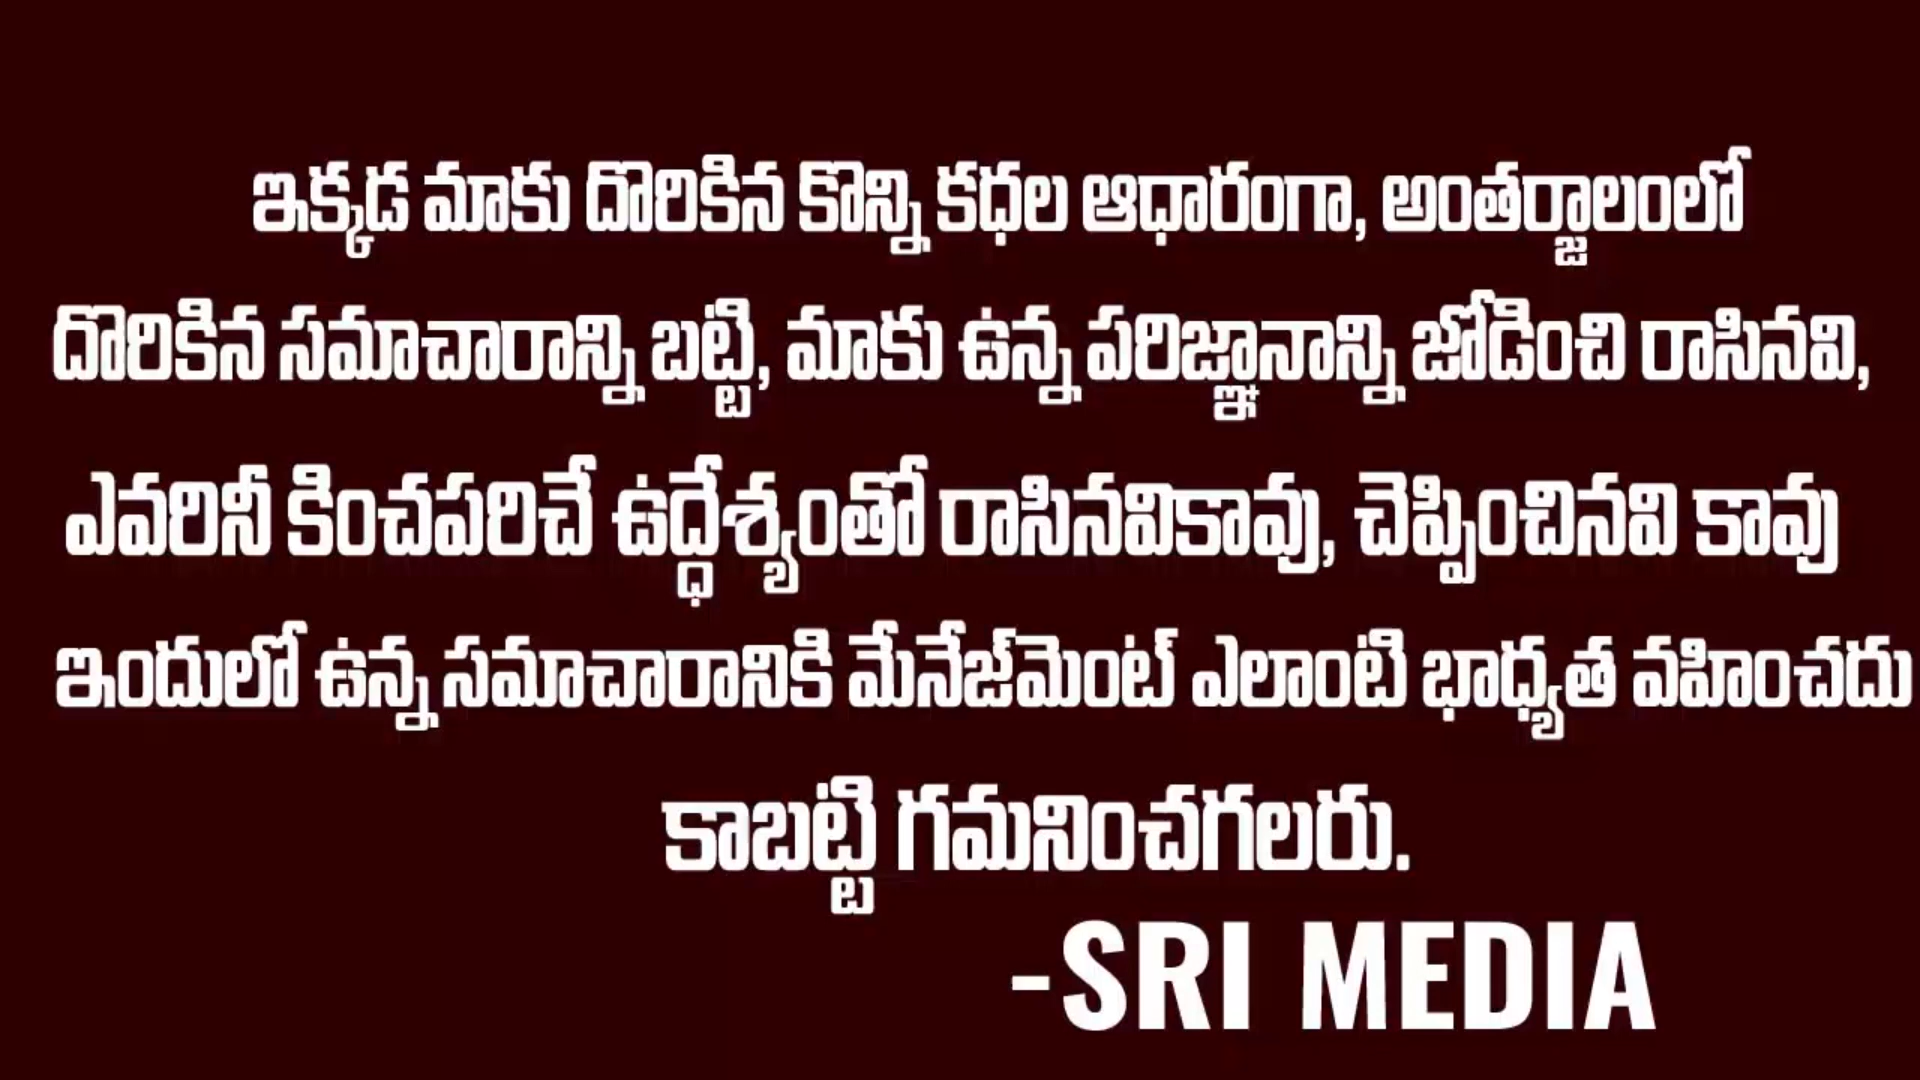 ఇక్కడ మాకు దొరికిన కొన్ని కధల ఆధారంగా, అంతర్జాలంలో
దొరికిన సమాచారాన్ని బట్టి, మాకు ఉన్న పరిజ్ఞానాన్ని జోడించి రాసినవి,
ఎవరినీ కించపరిచే ఉద్ధేశ్యంతో రాసినవికావు, చెప్పించినవి కావు
ఇందులో ఉన్న సమాచారానికి మేనేజ్‌మెంట్ ఎలాంటి భాధ్యత వహించదు
కాబట్టి గమనించగలరు.
-SRI MEDIA